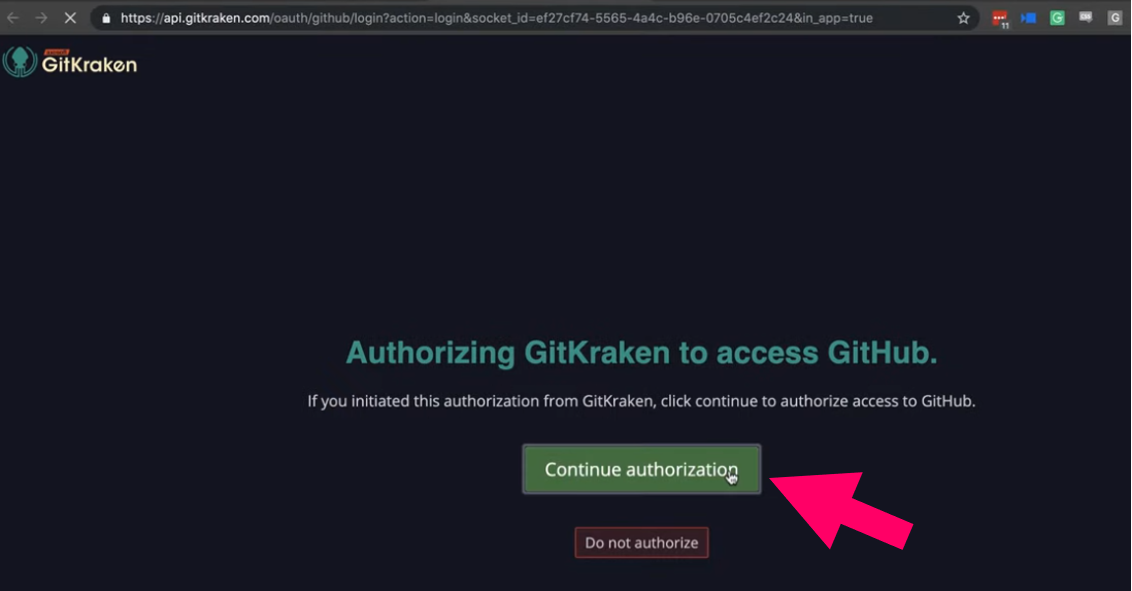 https://api.gitkraken.com/oauth/github/login?action=login&socket_id=ef27cf74-5565-4a4c-b96e-0705c4ef2c24&in_app=true
11
G
G
GitKraken
Authorizing GitKraken to access GitHub.
If you initiated this authorization from GitKraken, click continue to authorize access to GitHub.
Continue authorization
Do not authorize